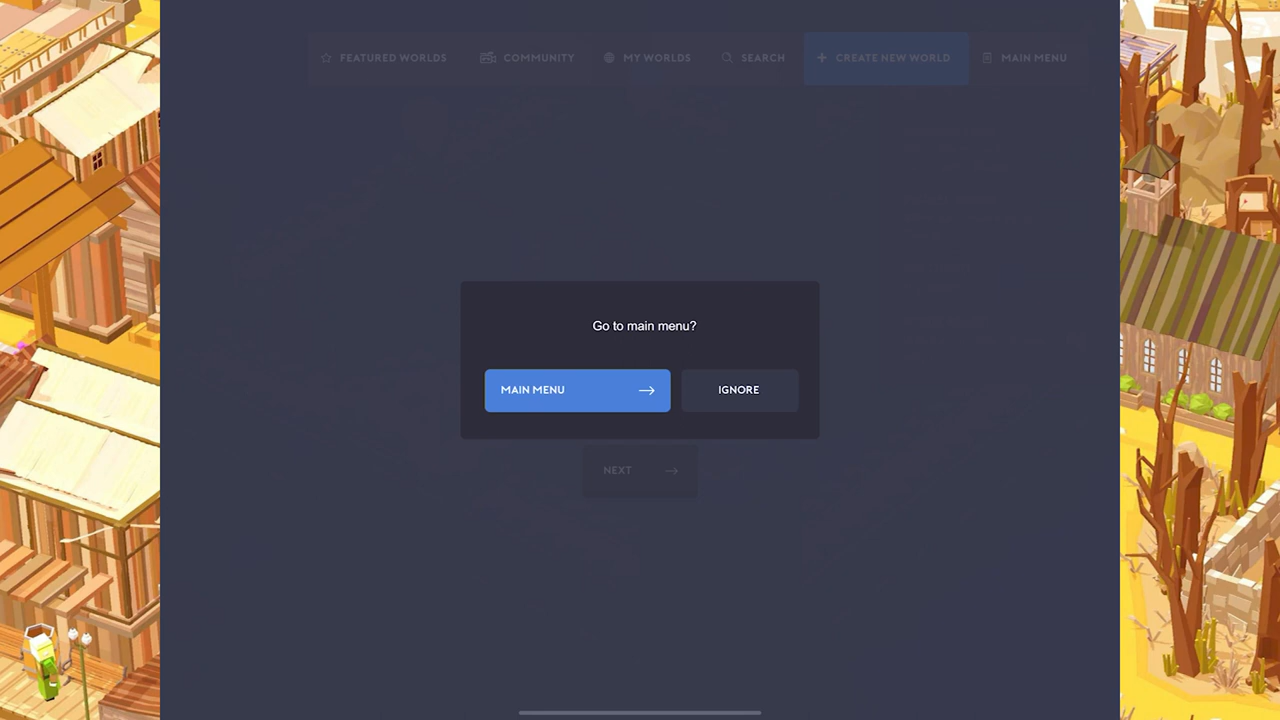 FEATURED WORLDS
COMMUNITY
MY WORLDS
SEARCH
CREATE NEW WORLD
MAIN MENU
Go to main menu?
MAIN MENU
IGNORE
NEXT